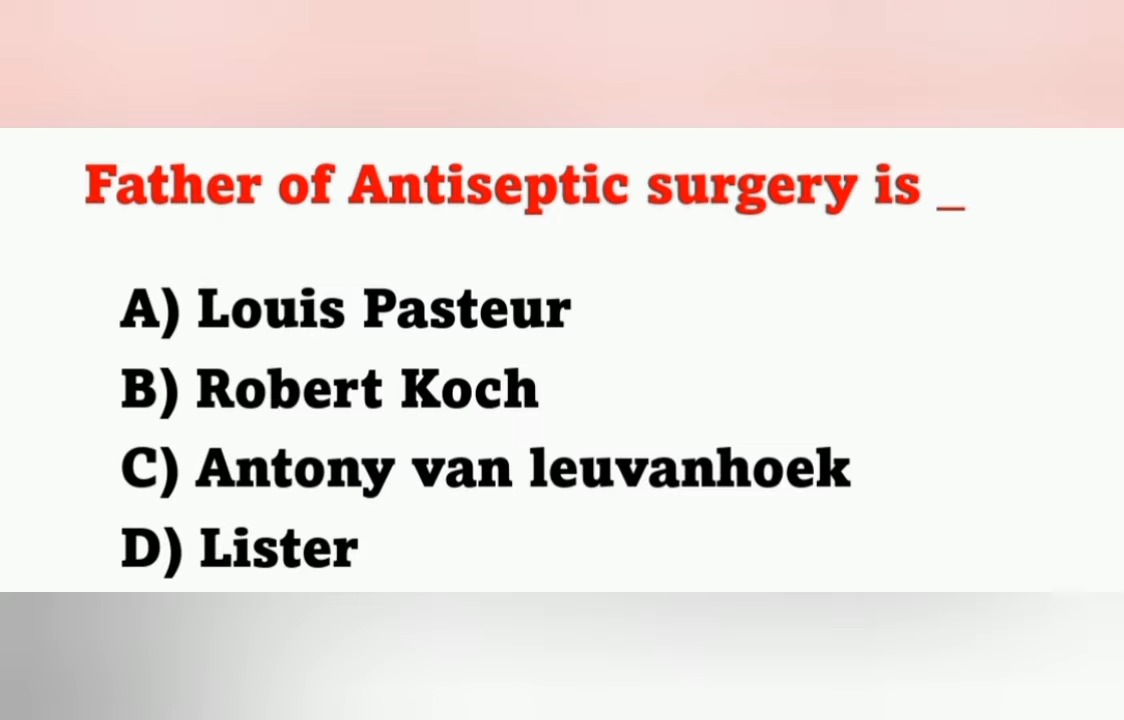 Father of Antiseptic surgery is _
A) Louis Pasteur
B) Robert Koch
C) Antony van leuvanhoek
D) Lister